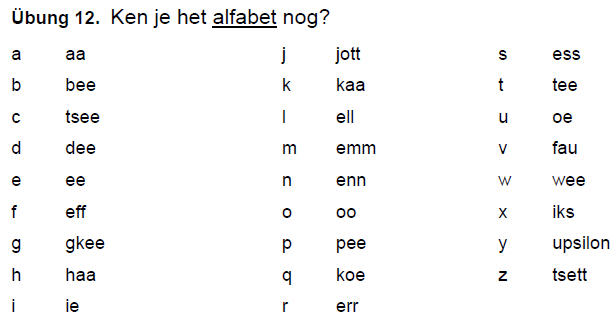 Übung 12. Ken je het alfabet nog?
a aa j jott s ess
b bee k kaa t tee
c tsee l ell u oe
d dee m emm v fau
e ee n enn w wee
f eff o oo x iks
g gkee p pee y upsilon
h haa q koe z tsett
i ie r err